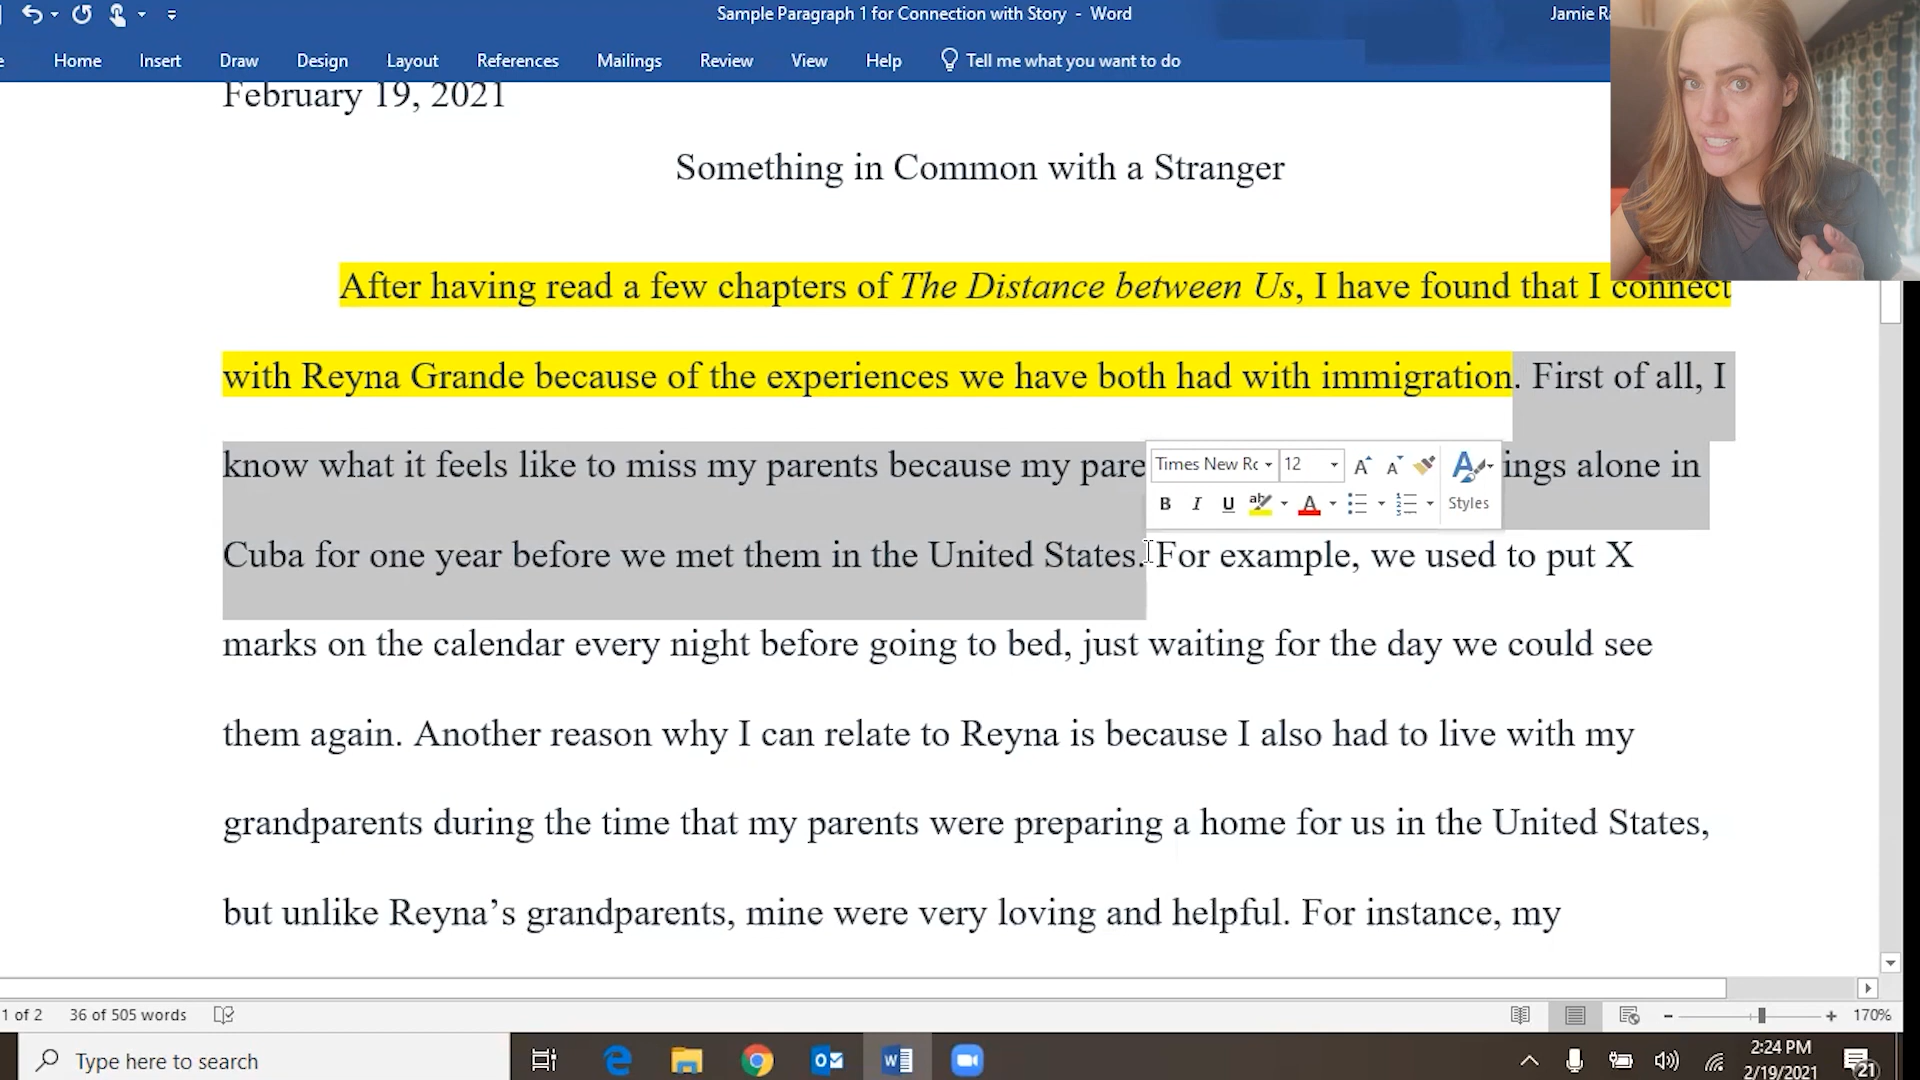 Sample Paragraph 1 for Connection with Story - Word
Jamie R
Home Insert Draw Design Layout References Mailings Review View Help Tell me what you want to do
February 19, 2021
Something in Common with a Stranger
After having read a few chapters of The Distance between Us, I have found that I connect
with Reyna Grande because of the experiences we have both had with immigration. First of all, I
know what it feels like to miss my parents because my pare ings alone in
Times New Rc 12
B I U Styles
Cuba for one year before we met them in the United States. For example, we used to put X
marks on the calendar every night before going to bed, just waiting for the day we could see
them again. Another reason why I can relate to Reyna is because I also had to live with my
grandparents during the time that my parents were preparing a home for us in the United States,
but unlike Reyna’s grandparents, mine were very loving and helpful. For instance, my
1 of 2 36 of 505 words 170%
Type here to search
2:24 PM
2/19/2021
21